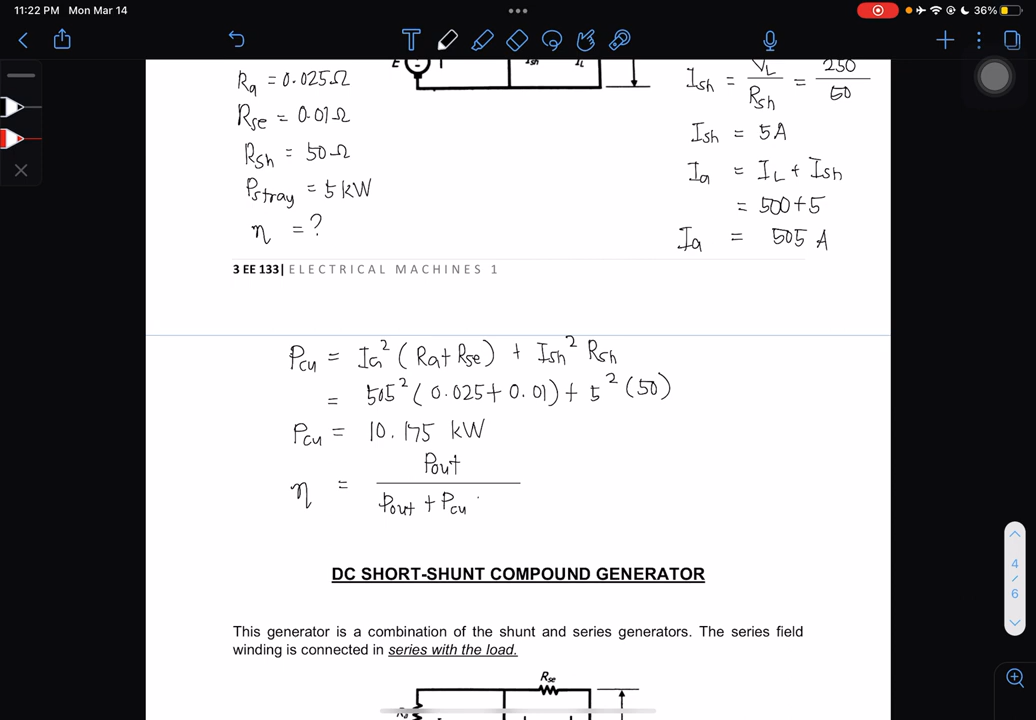 11:22 PM Mon Mar 14
36%
T
E
Ish
IL
Ra = 0.025Ω
Rse = 0.01Ω
Rsh = 50Ω
Pstray = 5 kW
η = ?
Ish = VL / Rsh = 250 / 50
Ish = 5A
Ia = IL + Ish
= 500+5
Ia = 505 A
3 EE 133| ELECTRICAL MACHINES 1
Pcu = Ia² (Ra+Rse) + Ish² Rsh
= 505² (0.025+0.01) + 5² (50)
Pcu = 10.175 kW
η = Pout / Pout + Pcu
DC SHORT-SHUNT COMPOUND GENERATOR
This generator is a combination of the shunt and series generators. The series field
winding is connected in series with the load.
Rse
4
/
6